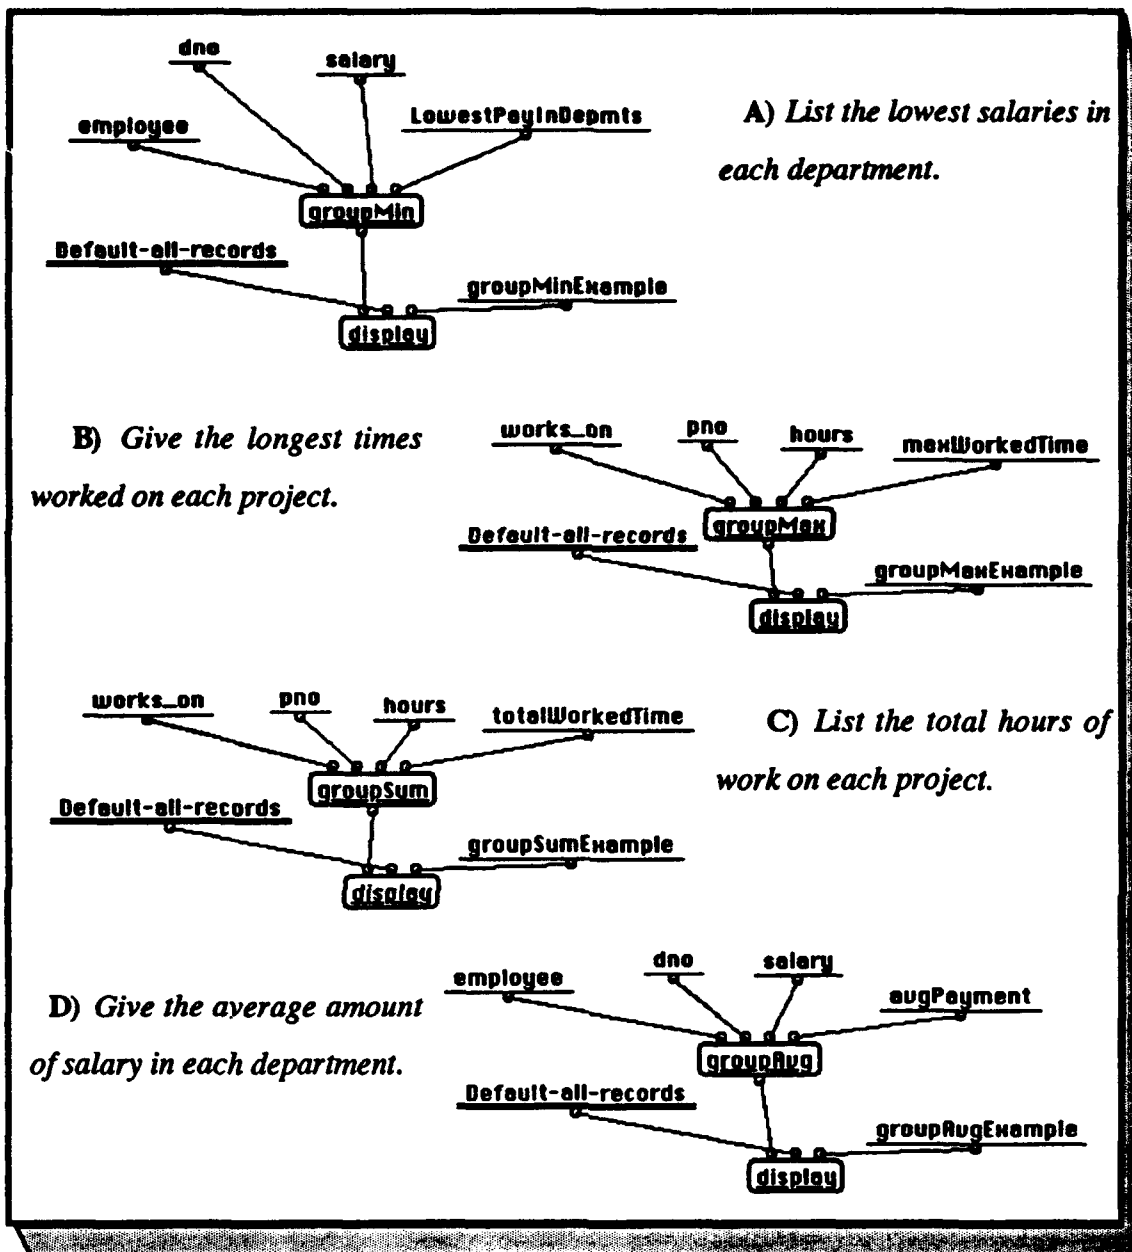 dno
salary
employee
LowestPayInDepmts
A) List the lowest salaries in
each department.
groupMin
Default-all-records
groupMinExample
display
B) Give the longest times
worked on each project.
works_on
pno
hours
maxWorkedTime
groupMax
Default-all-records
groupMaxExample
display
works_on
pno
hours
totalWorkedTime
C) List the total hours of
work on each project.
groupSum
Default-all-records
groupSumExample
display
D) Give the average amount
of salary in each department.
employee
dno
salary
avgPayment
groupAvg
Default-all-records
groupAvgExample
display